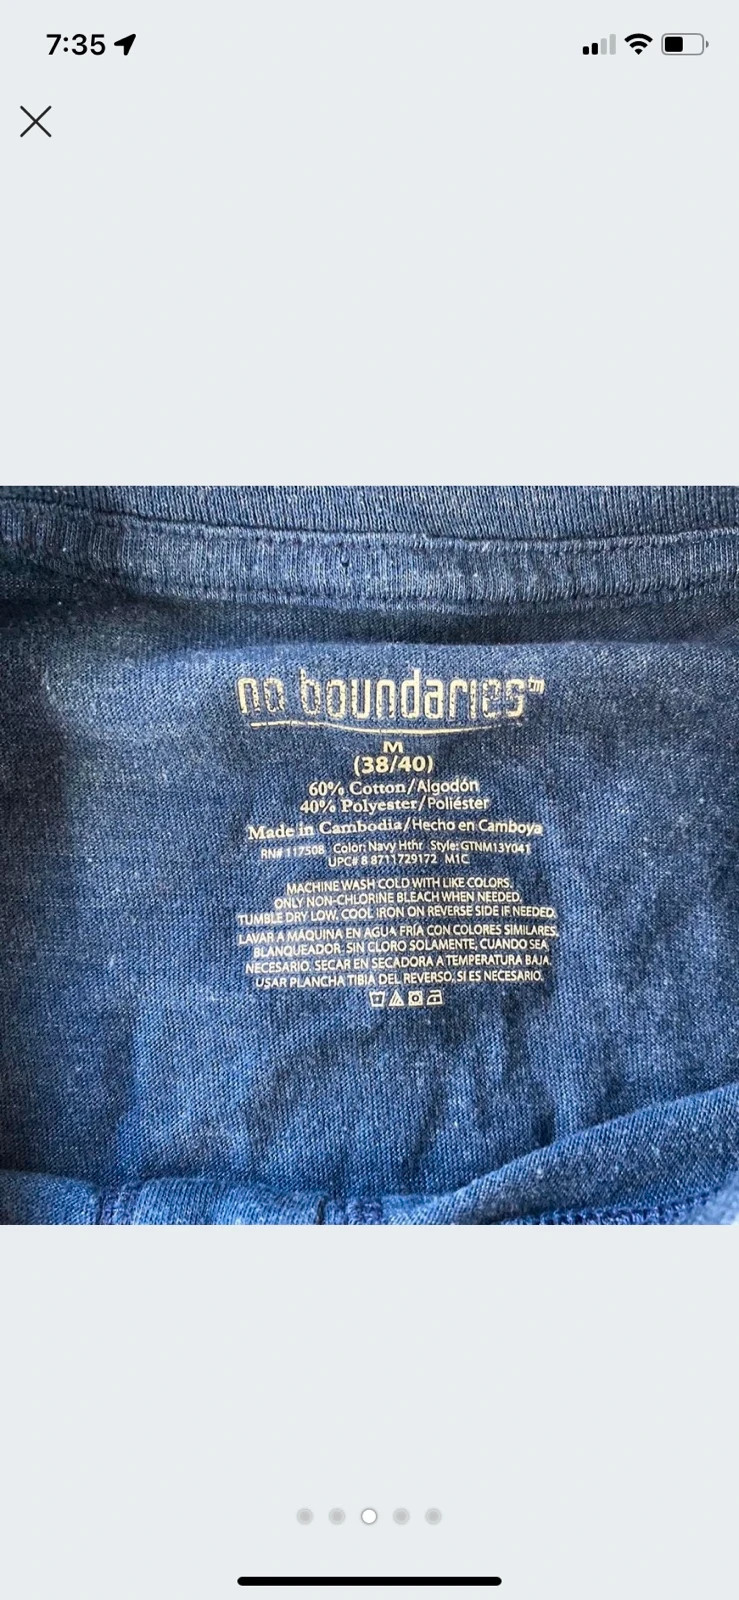 7:35
no boundaries™
M
(38/40)
60% Cotton/Algodón
40% Polyester/Poliéster
Made in Cambodia/Hecho en Camboya
RN# 117508 Color: Navy Hthr Style: GTNM13Y041
UPC# 8 8711729172 M1C
MACHINE WASH COLD WITH LIKE COLORS.
ONLY NON-CHLORINE BLEACH WHEN NEEDED.
TUMBLE DRY LOW. COOL IRON ON REVERSE SIDE IF NEEDED.
LAVAR A MÁQUINA EN AGUA FRÍA CON COLORES SIMILARES.
BLANQUEADOR SIN CLORO SOLAMENTE, CUANDO SEA
NECESARIO. SECAR EN SECADORA A TEMPERATURA BAJA.
USAR PLANCHA TIBIA DEL REVERSO, SI ES NECESARIO.